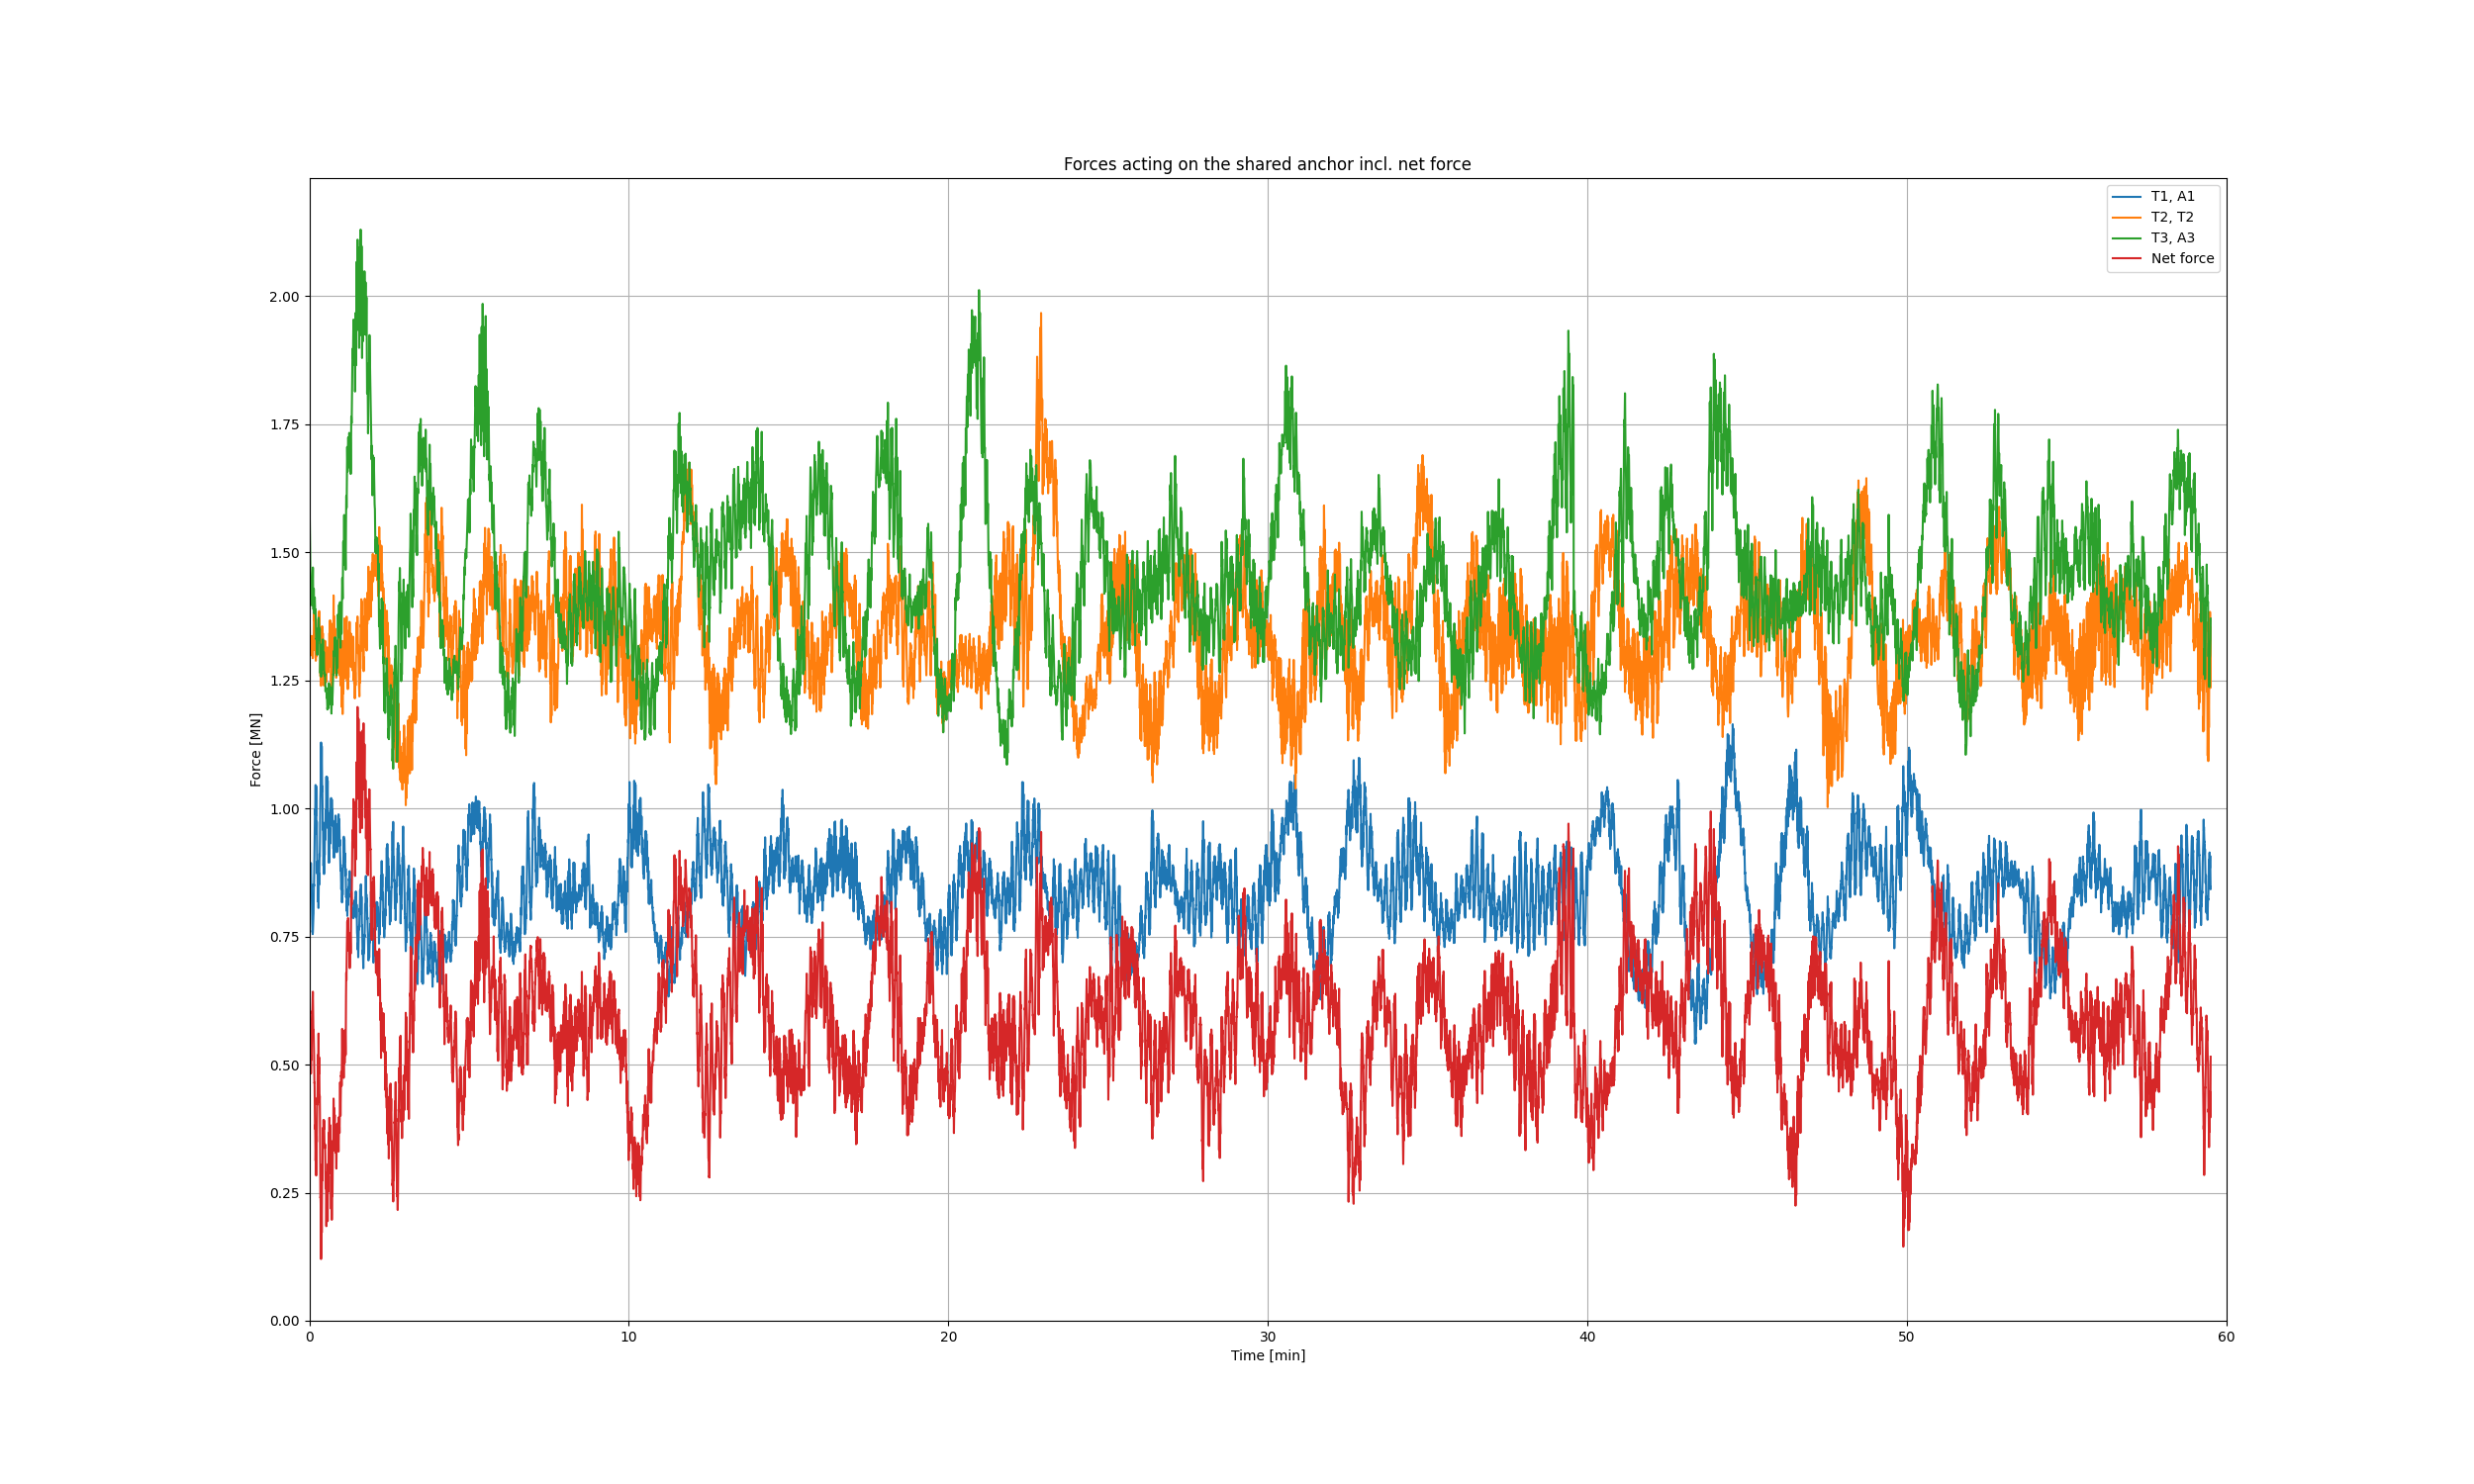 Forces acting on the shared anchor incl. net force
T1, A1
T2, T2
T3, A3
Net force
Force [MN]
2.00
1.75
1.50
1.25
1.00
0.75
0.50
0.25
0.00
0 10 20 30 40 50 60
Time [min]